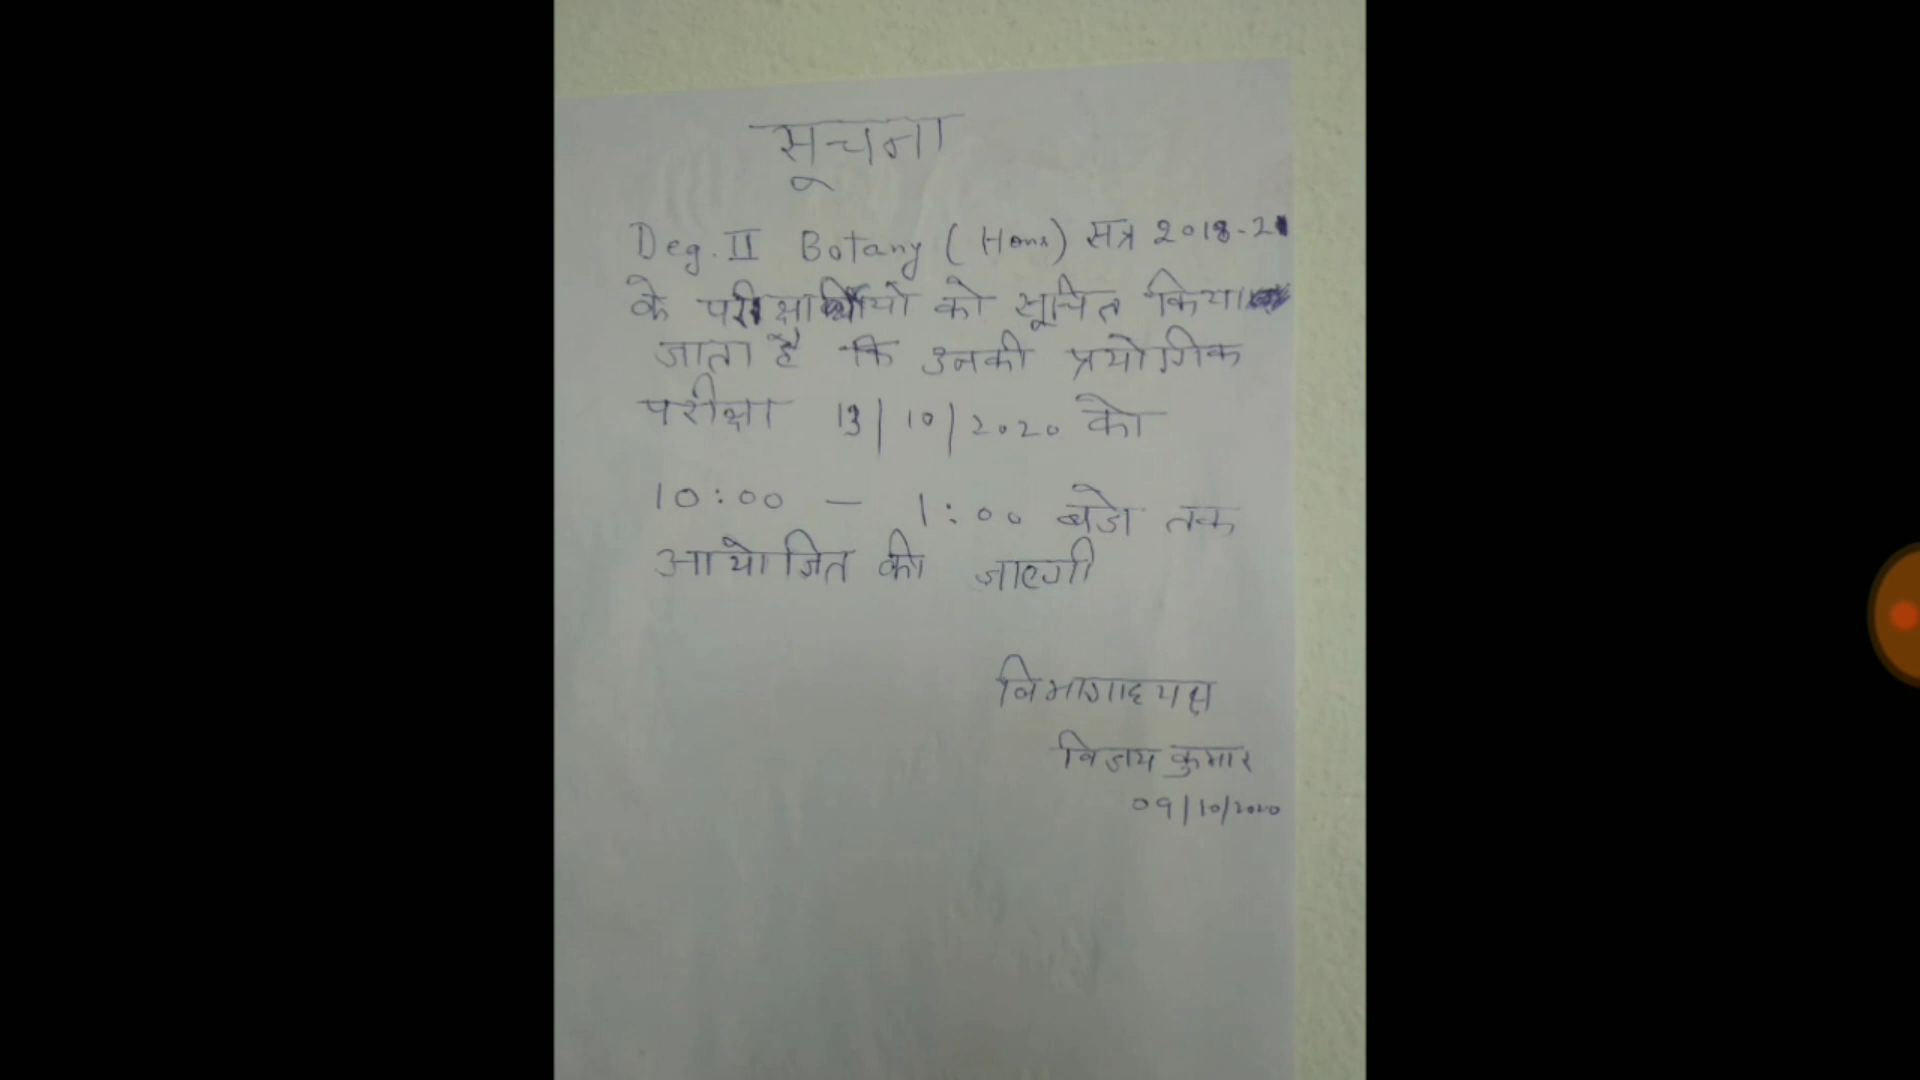 सूचना
Deg. II Botany (Hons) सत्र 2018-21
के परीक्षार्थीयों को सूचित किया
जाता है कि उनकी प्रयोगिक
परीक्षा 13/10/2020 को
10:00 — 1:00 बजे तक
आयोजित की जाएगी
विभागाध्यक्ष
विजय कुमार
09/10/2020